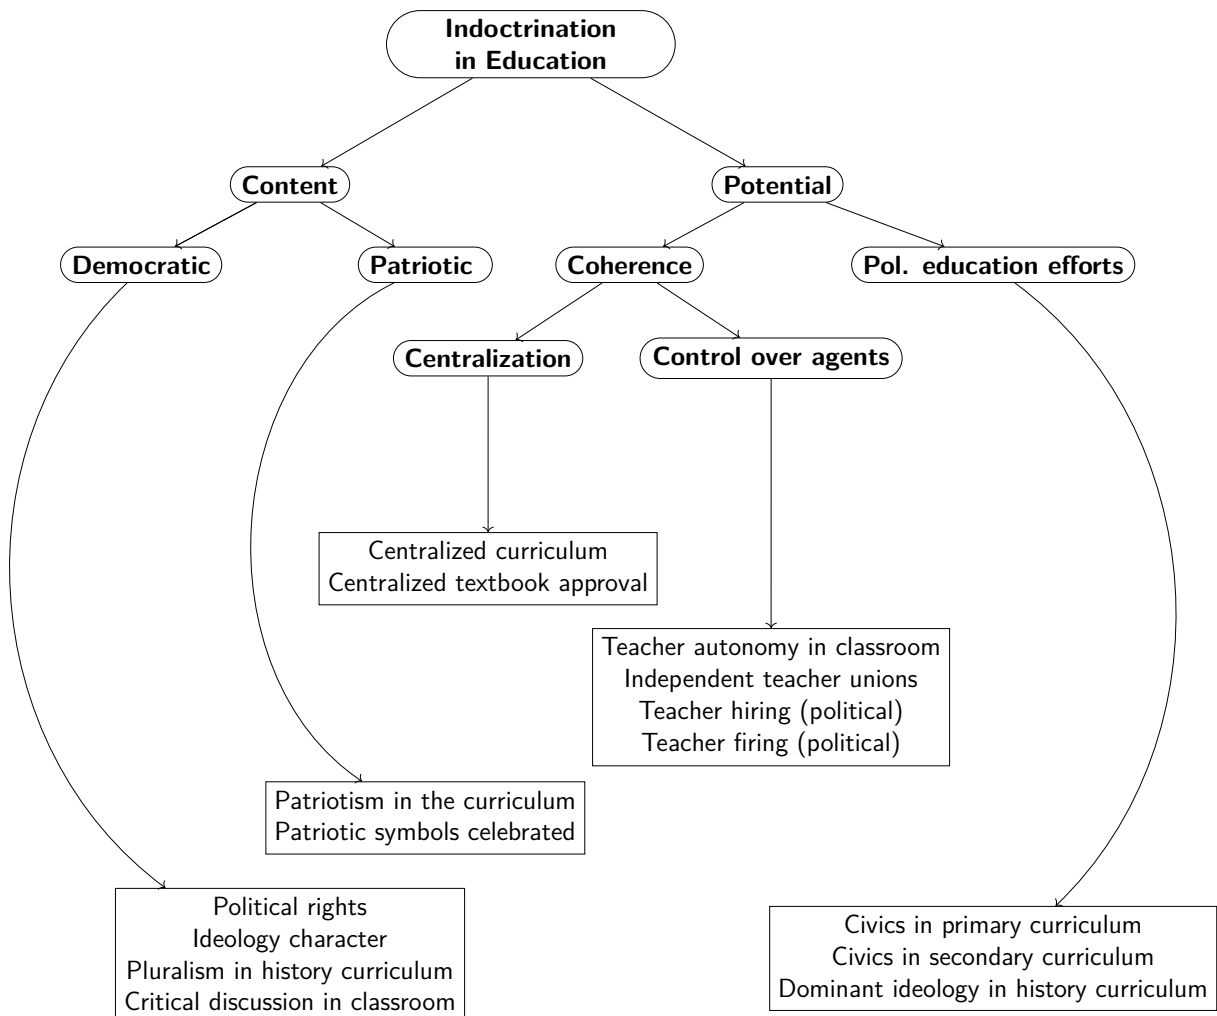 Indoctrination
in Education
Content
Potential
Democratic
Patriotic
Coherence
Pol. education efforts
Centralization
Control over agents
Centralized curriculum
Centralized textbook approval
Teacher autonomy in classroom
Independent teacher unions
Teacher hiring (political)
Teacher firing (political)
Patriotism in the curriculum
Patriotic symbols celebrated
Political rights
Ideology character
Pluralism in history curriculum
Critical discussion in classroom
Civics in primary curriculum
Civics in secondary curriculum
Dominant ideology in history curriculum